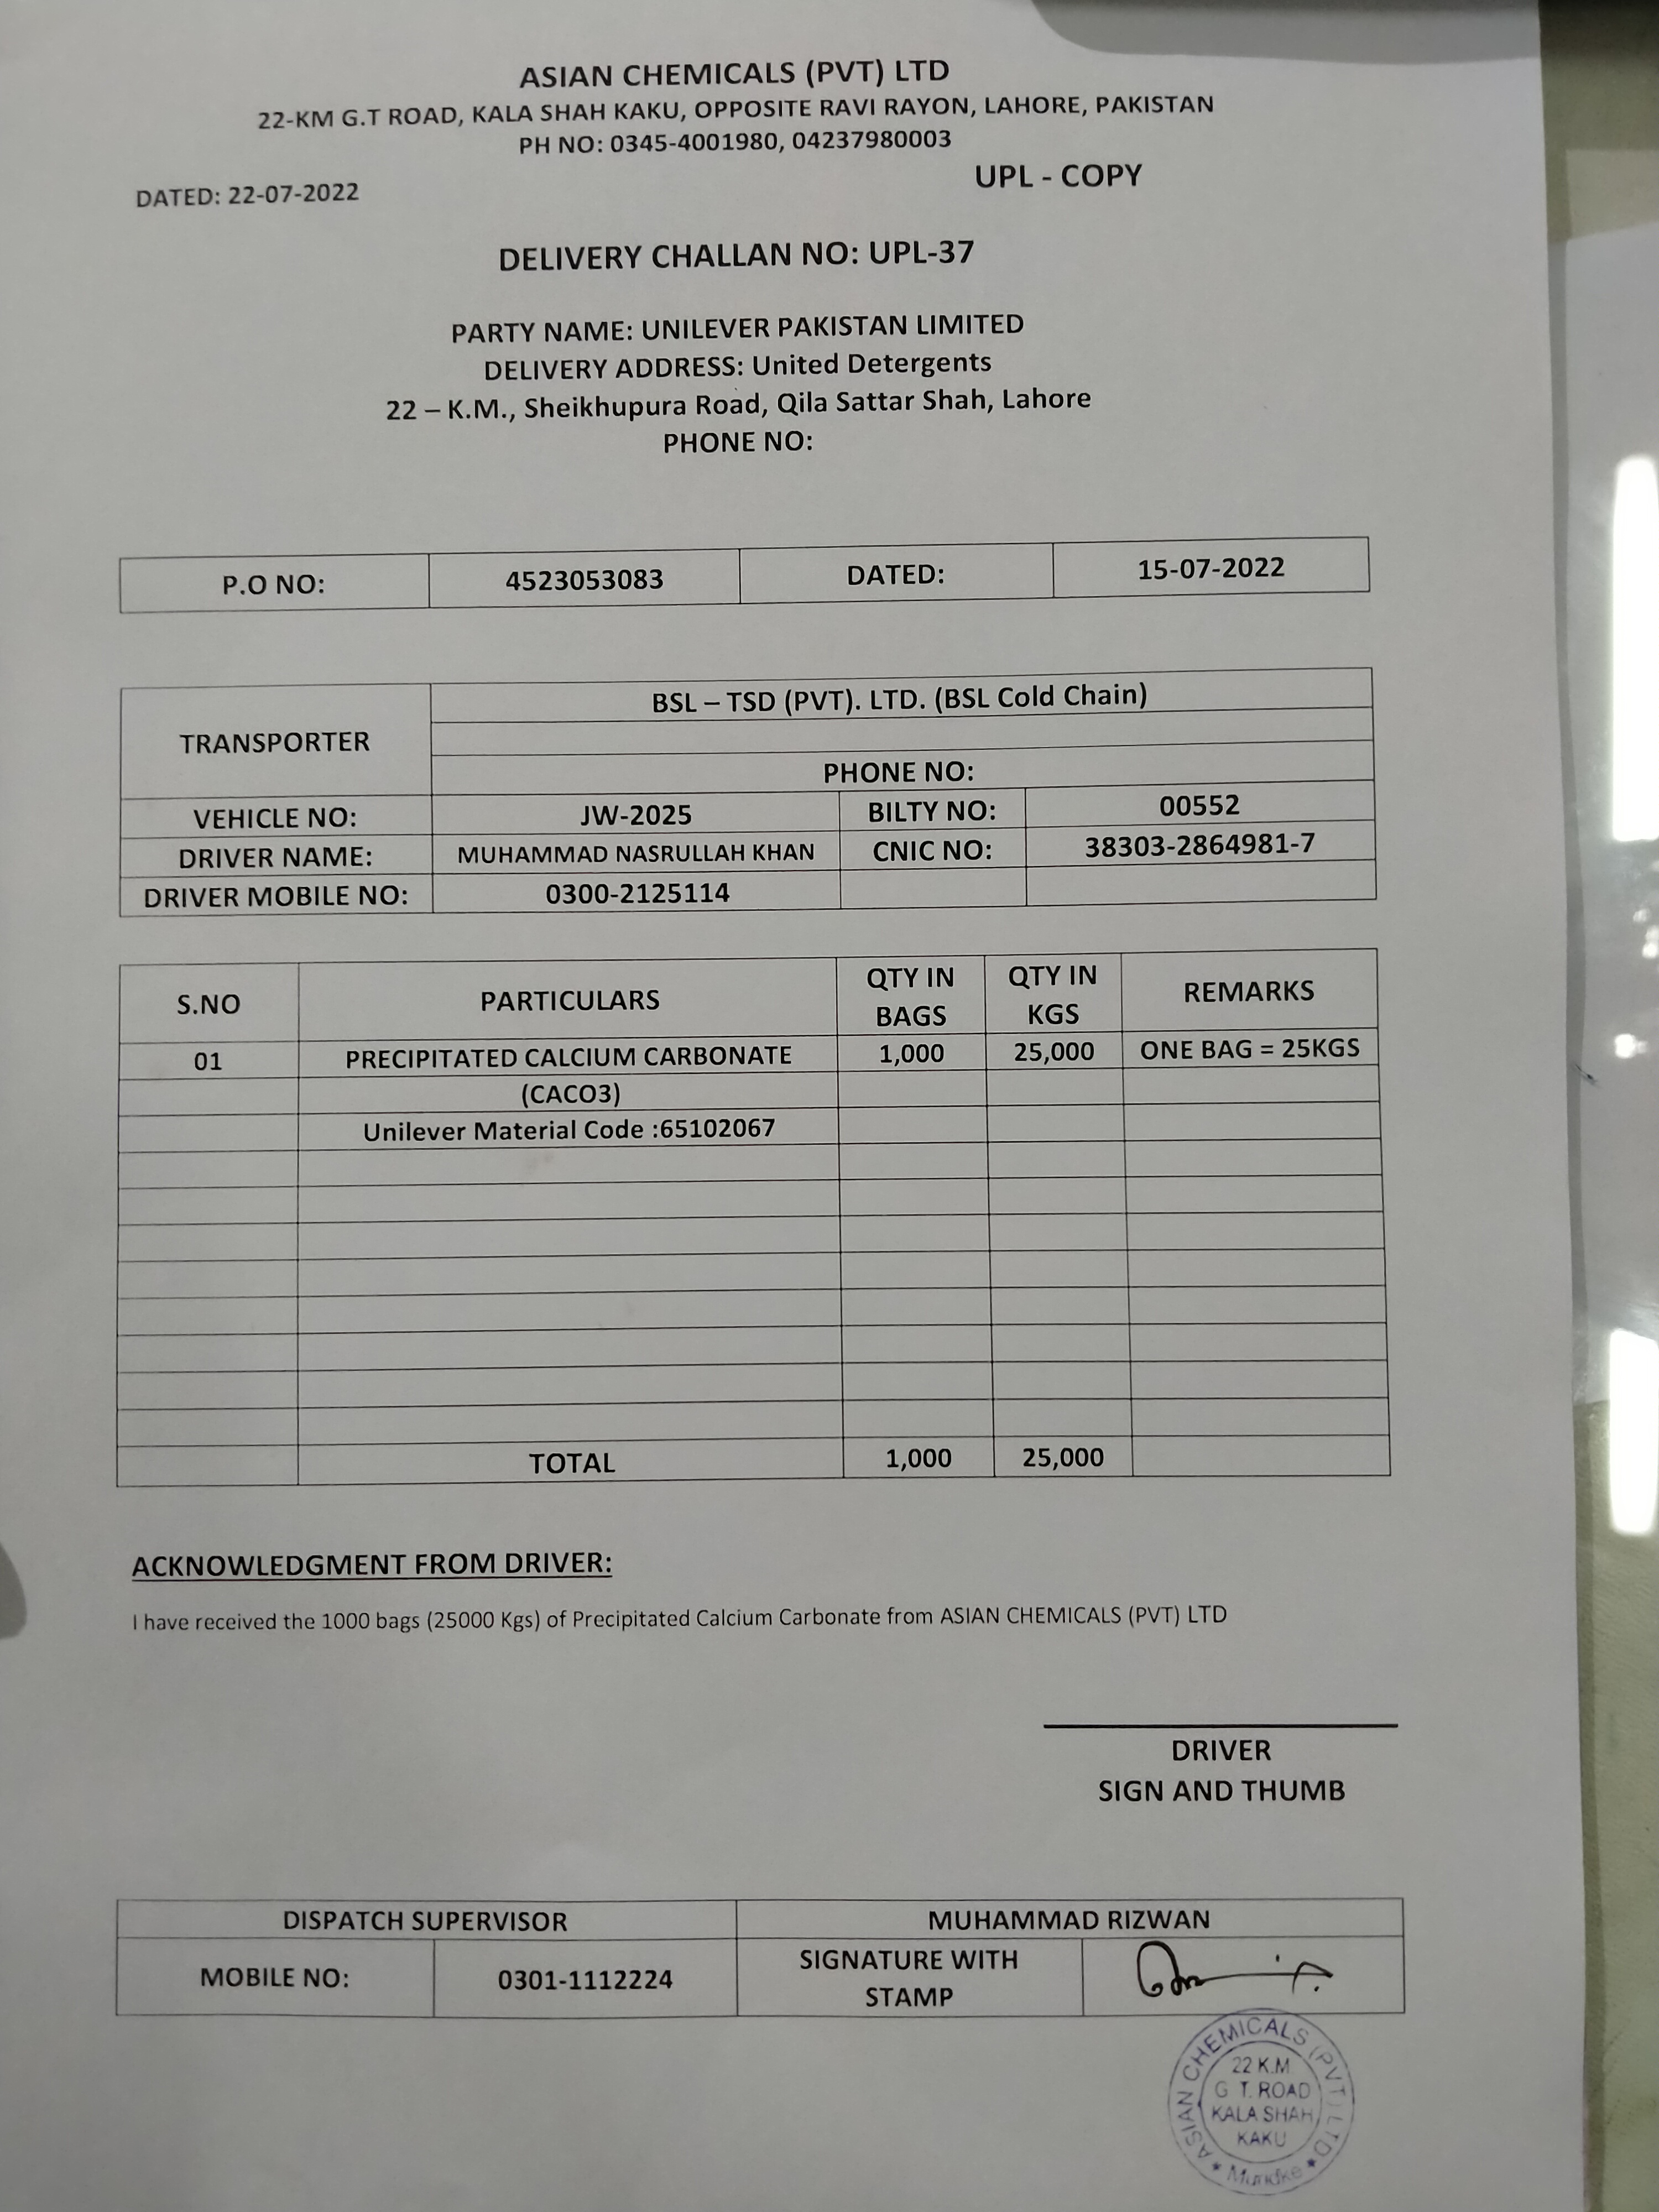 ASIAN CHEMICALS (PVT) LTD
22-KM G.T ROAD, KALA SHAH KAKU, OPPOSITE RAVI RAYON, LAHORE, PAKISTAN
PH NO: 0345-4001980, 04237980003
UPL - COPY
DATED: 22-07-2022
DELIVERY CHALLAN NO: UPL-37
PARTY NAME: UNILEVER PAKISTAN LIMITED
DELIVERY ADDRESS: United Detergents
22 – K.M., Sheikhupura Road, Qila Sattar Shah, Lahore
PHONE NO:
P.O NO: 4523053083 DATED: 15-07-2022
TRANSPORTER BSL – TSD (PVT). LTD. (BSL Cold Chain)
PHONE NO:
VEHICLE NO: JW-2025 BILTY NO: 00552
DRIVER NAME: MUHAMMAD NASRULLAH KHAN CNIC NO: 38303-2864981-7
DRIVER MOBILE NO: 0300-2125114
S.NO PARTICULARS QTY IN BAGS QTY IN KGS REMARKS
01 PRECIPITATED CALCIUM CARBONATE 1,000 25,000 ONE BAG = 25KGS
(CACO3)
Unilever Material Code :65102067
TOTAL 1,000 25,000
ACKNOWLEDGMENT FROM DRIVER:
I have received the 1000 bags (25000 Kgs) of Precipitated Calcium Carbonate from ASIAN CHEMICALS (PVT) LTD
DRIVER
SIGN AND THUMB
DISPATCH SUPERVISOR MUHAMMAD RIZWAN
MOBILE NO: 0301-1112224 SIGNATURE WITH STAMP
ASIAN CHEMICALS (PVT) LTD
22 K.M
G T. ROAD
KALA SHAH
KAKU